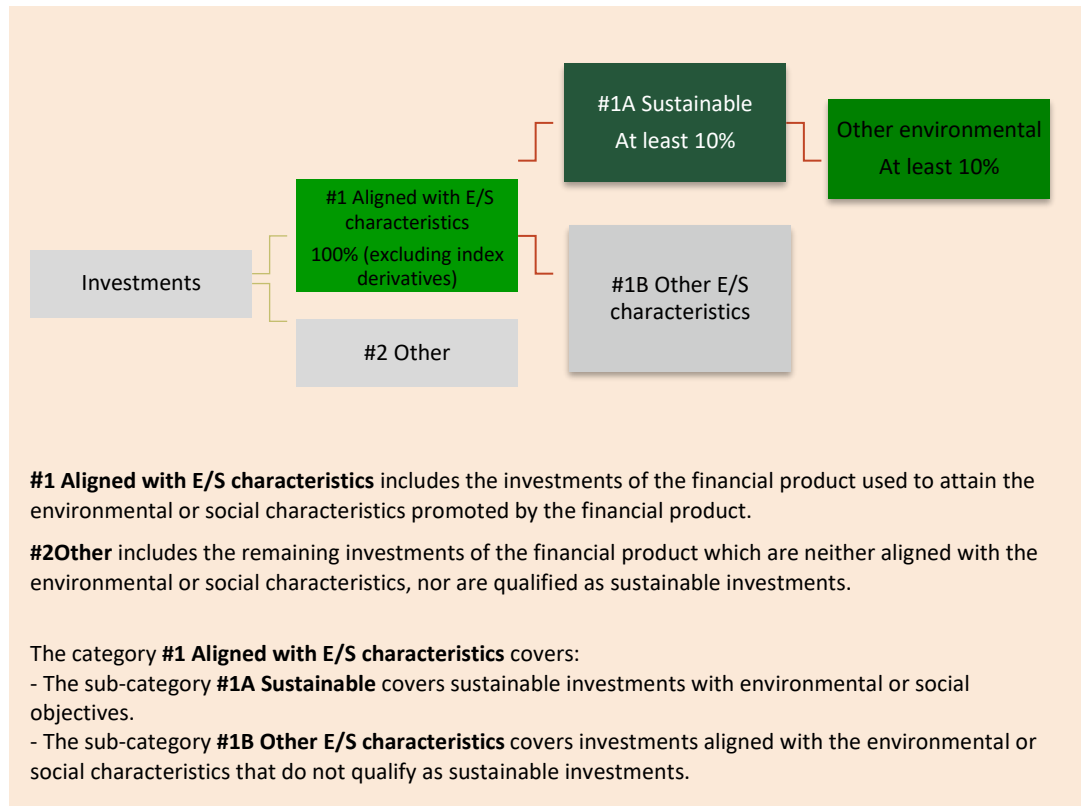 #1A Sustainable
At least 10%
Other environmental
At least 10%
#1 Aligned with E/S
characteristics
100% (excluding index
derivatives)
Investments
#1B Other E/S
characteristics
#2 Other
#1 Aligned with E/S characteristics includes the investments of the financial product used to attain the
environmental or social characteristics promoted by the financial product.
#2Other includes the remaining investments of the financial product which are neither aligned with the
environmental or social characteristics, nor are qualified as sustainable investments.
The category #1 Aligned with E/S characteristics covers:
- The sub-category #1A Sustainable covers sustainable investments with environmental or social
objectives.
- The sub-category #1B Other E/S characteristics covers investments aligned with the environmental or
social characteristics that do not qualify as sustainable investments.